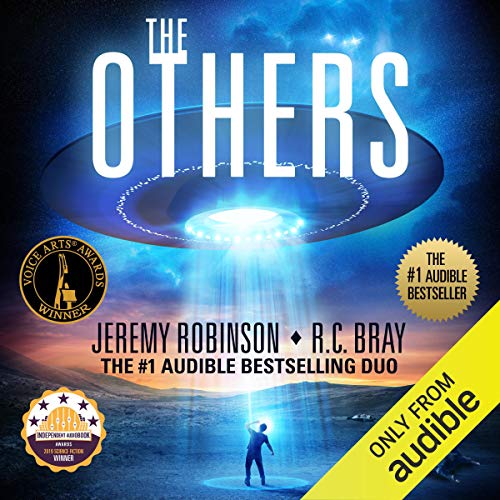 THE
OTHERS
VOICE ARTS® AWARDS
WINNER
THE
#1 AUDIBLE
BESTSELLER
JEREMY ROBINSON ♦ R.C. BRAY
THE #1 AUDIBLE BESTSELLING DUO
INDEPENDENT AUDIOBOOK
AWARDS
2019 SCIENCE FICTION
WINNER
ONLY FROM
audible